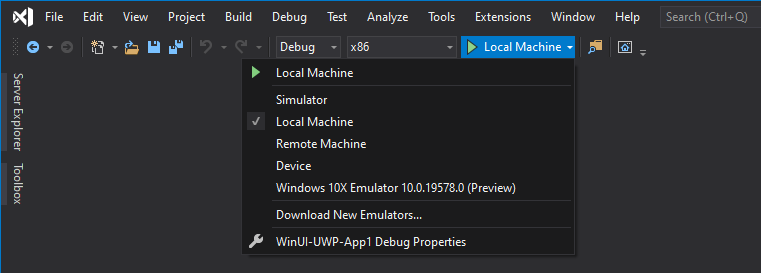 File Edit View Project Build Debug Test Analyze Tools Extensions Window Help Search (Ctrl+Q)
Debug x86 Local Machine
Server Explorer
Toolbox
Local Machine
Simulator
Local Machine
Remote Machine
Device
Windows 10X Emulator 10.0.19578.0 (Preview)
Download New Emulators...
WinUI-UWP-App1 Debug Properties